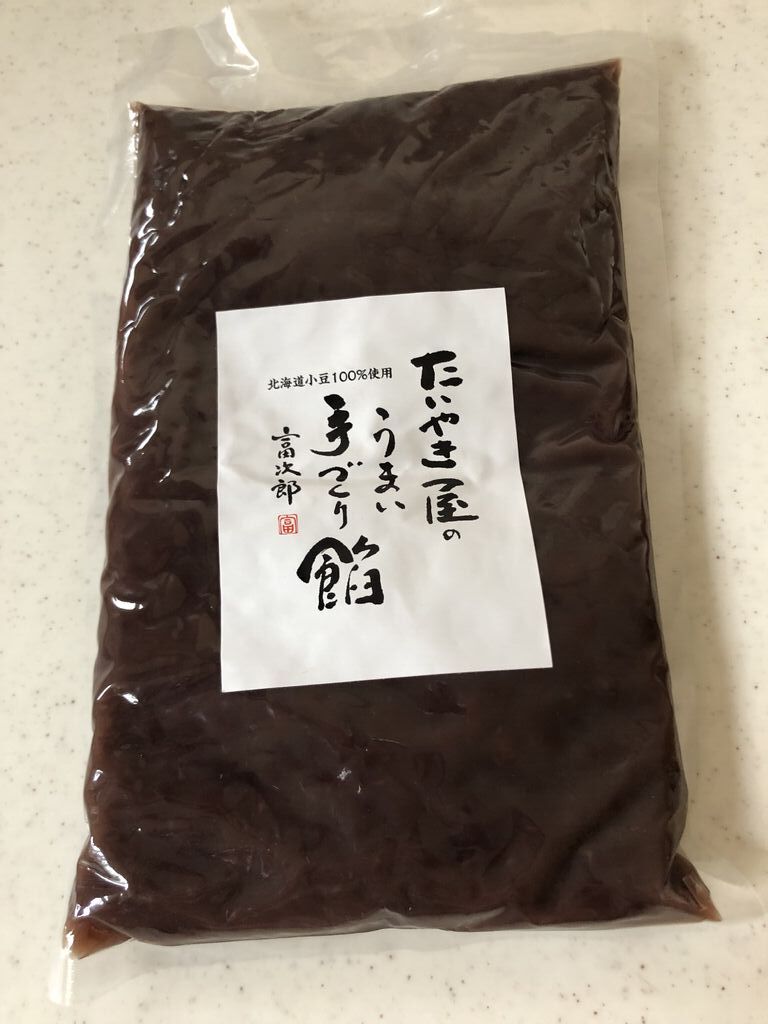 たいやき屋の
うまい
手づくり
餡
北海道小豆100%使用
富次郎
富